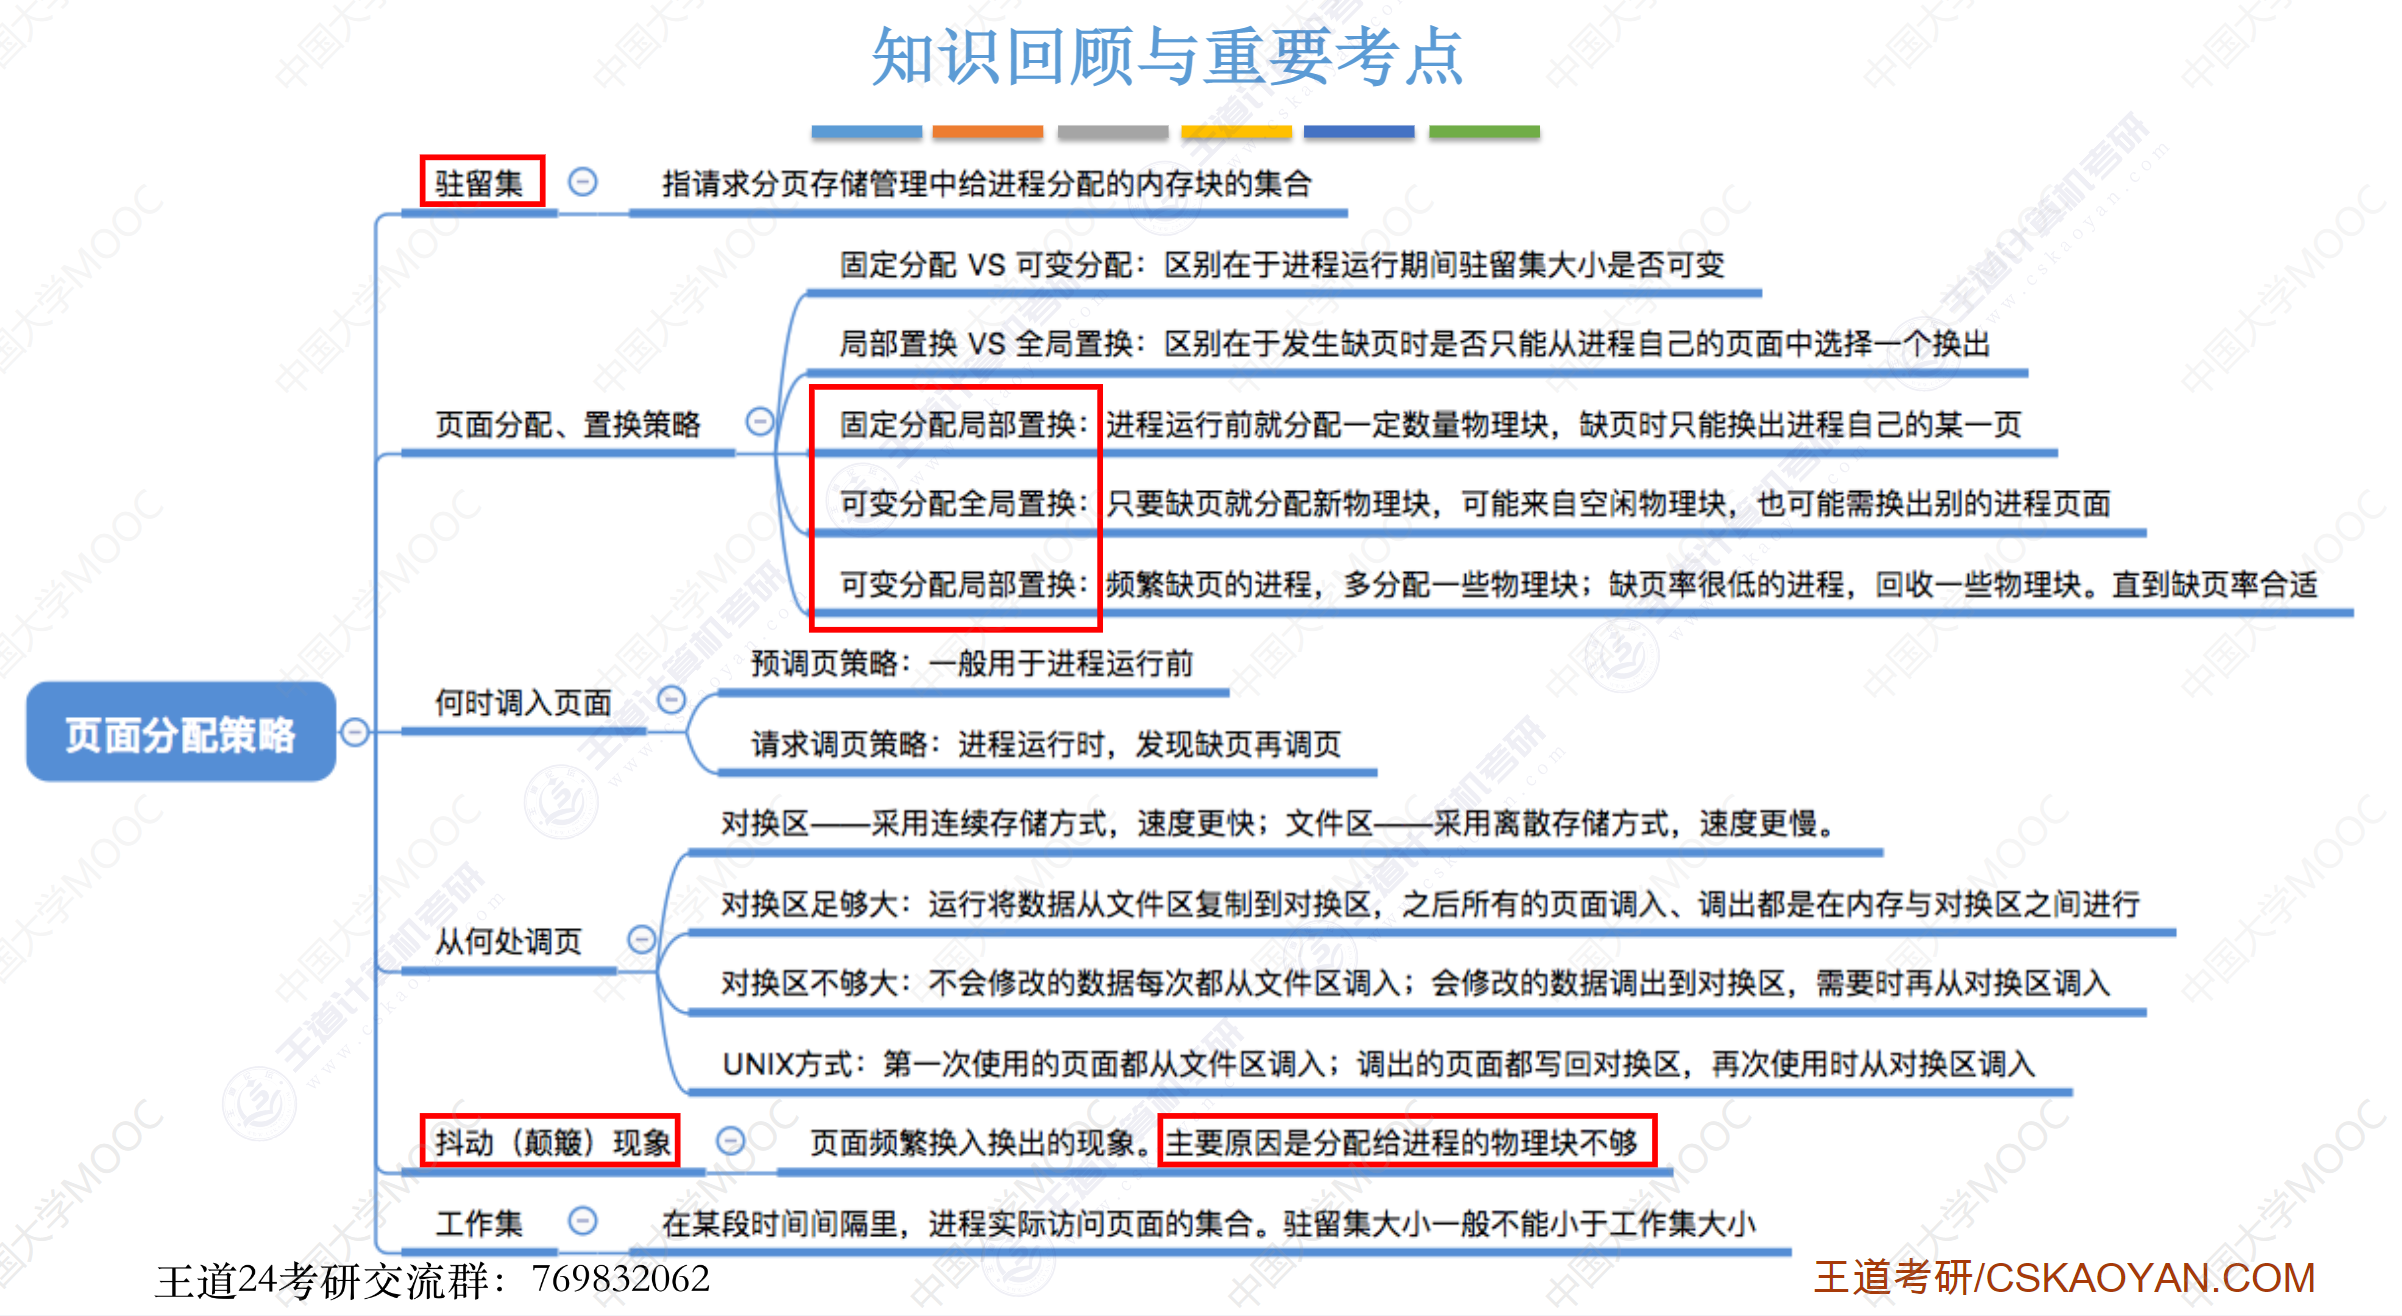 知识回顾与重要考点
驻留集
指请求分页存储管理中给进程分配的内存块的集合
固定分配 VS 可变分配：区别在于进程运行期间驻留集大小是否可变
局部置换 VS 全局置换：区别在于发生缺页时是否只能从进程自己的页面中选择一个换出
页面分配、置换策略
固定分配局部置换：进程运行前就分配一定数量物理块，缺页时只能换出进程自己的某一页
可变分配全局置换：只要缺页就分配新物理块，可能来自空闲物理块，也可能需换出别的进程页面
可变分配局部置换：频繁缺页的进程，多分配一些物理块；缺页率很低的进程，回收一些物理块。直到缺页率合适
页面分配策略
何时调入页面
预调页策略：一般用于进程运行前
请求调页策略：进程运行时，发现缺页再调页
从何处调页
对换区——采用连续存储方式，速度更快；文件区——采用离散存储方式，速度更慢。
对换区足够大：运行将数据从文件区复制到对换区，之后所有的页面调入、调出都是在内存与对换区之间进行
对换区不够大：不会修改的数据每次都从文件区调入；会修改的数据调出到对换区，需要时再从对换区调入
UNIX方式：第一次使用的页面都从文件区调入；调出的页面都写回对换区，再次使用时从对换区调入
抖动（颠簸）现象
页面频繁换入换出的现象。主要原因是分配给进程的物理块不够
工作集
在某段时间间隔里，进程实际访问页面的集合。驻留集大小一般不能小于工作集大小
王道24考研交流群：769832062
王道考研/CSKAOYAN.COM
中国大学MOOC
王道计算机考研
www.cskaoyan.com